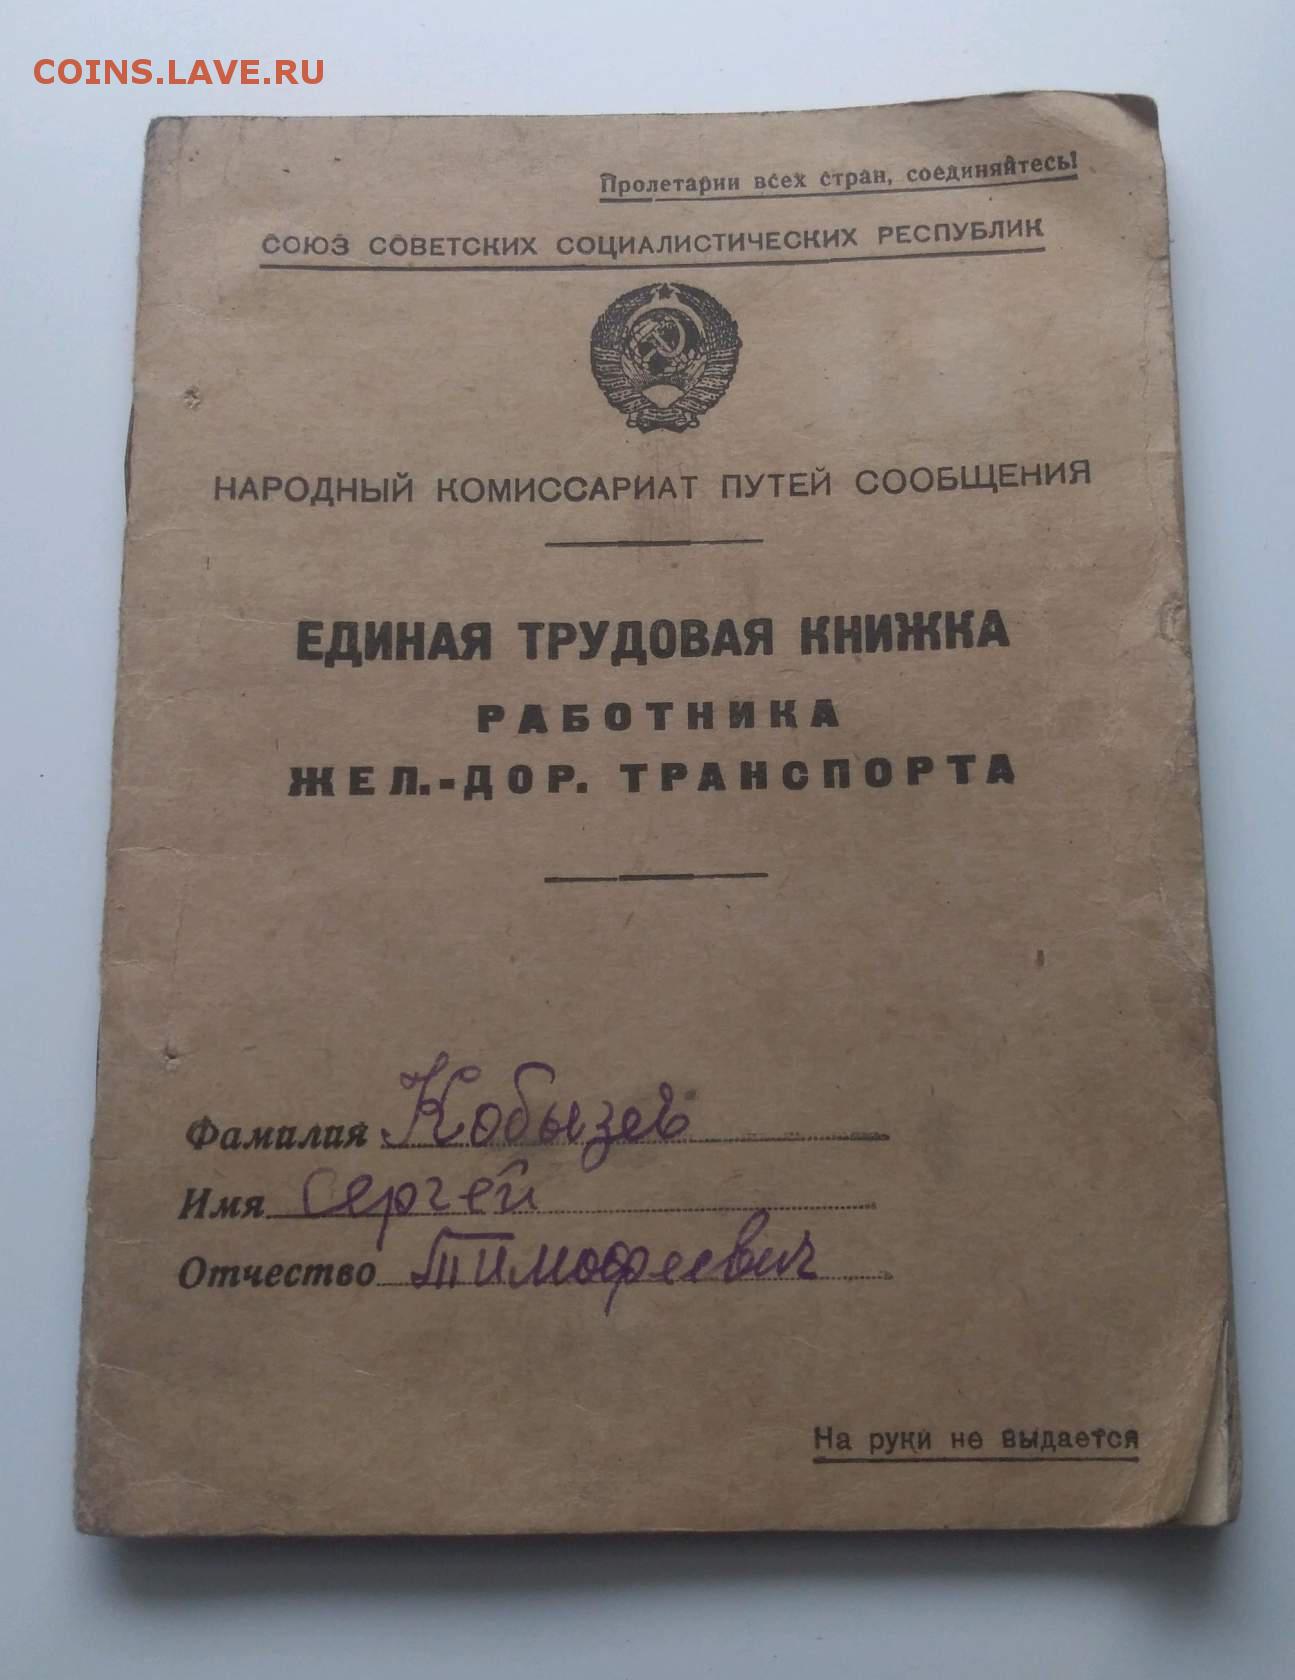 COINS.LAVE.RU
Пролетарии всех стран, соединяйтесь!
СОЮЗ СОВЕТСКИХ СОЦИАЛИСТИЧЕСКИХ РЕСПУБЛИК
НАРОДНЫЙ КОМИССАРИАТ ПУТЕЙ СООБЩЕНИЯ
ЕДИНАЯ ТРУДОВАЯ КНИЖКА
РАБОТНИКА
ЖЕЛ.-ДОР. ТРАНСПОРТА
Фамилия Кобызев
Имя Сергей
Отчество Тимофеевич
На руки не выдается